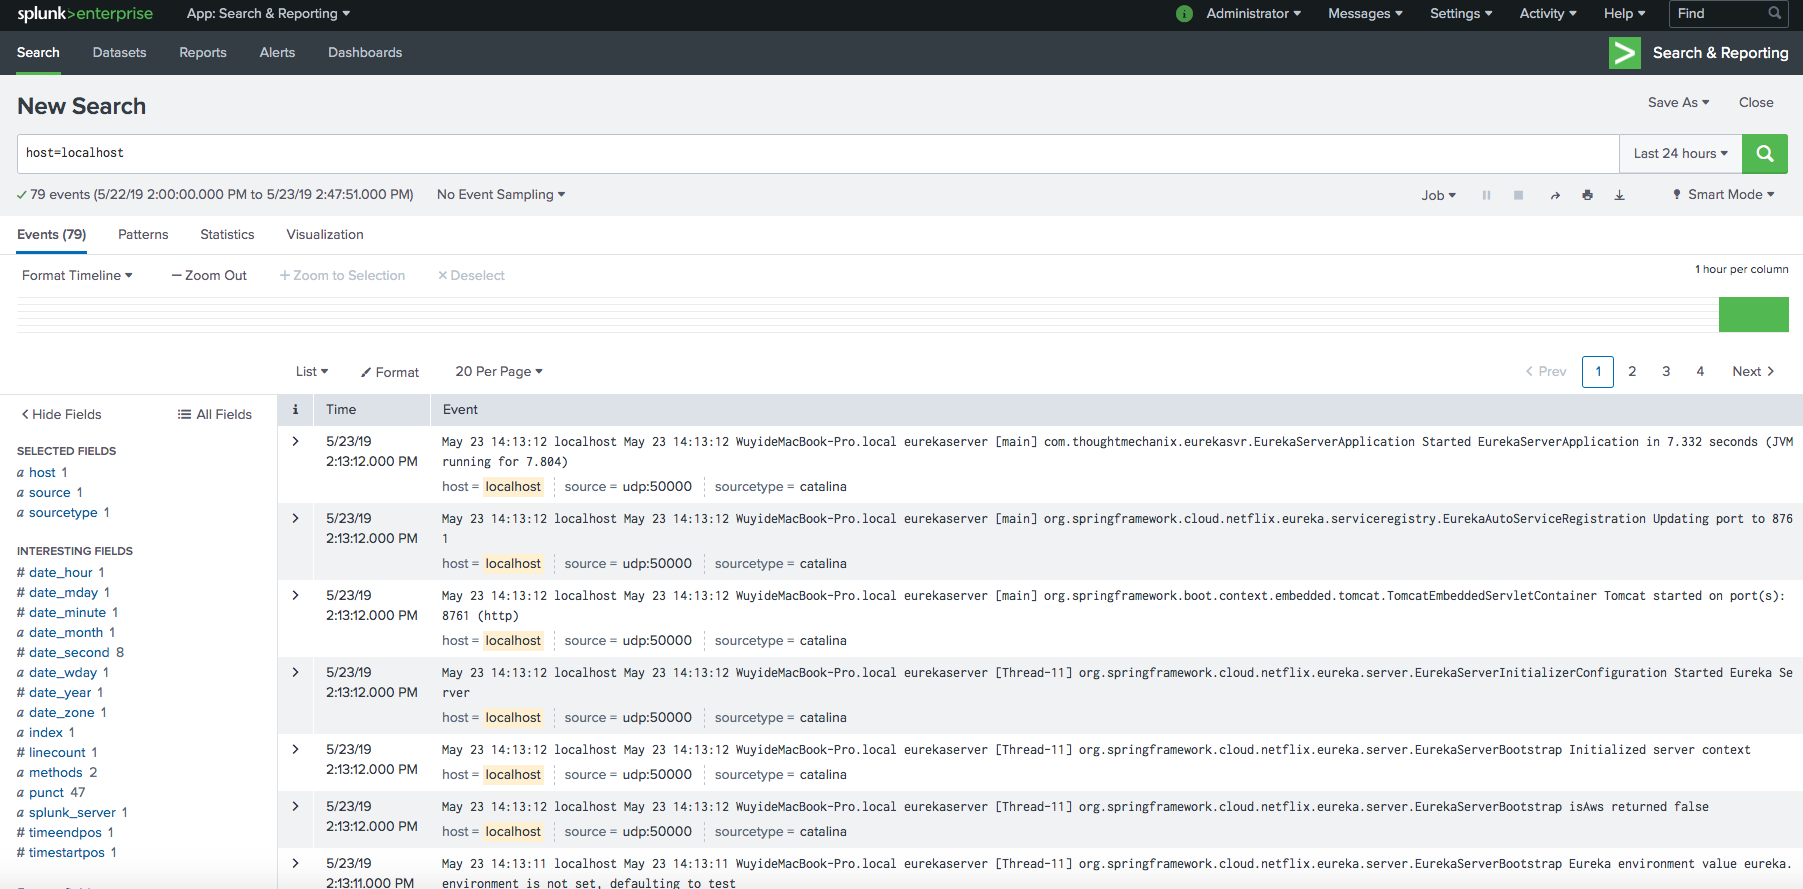 splunk>enterprise App: Search & Reporting i Administrator Messages Settings Activity Help Find
Search Datasets Reports Alerts Dashboards > Search & Reporting
New Search Save As Close
host=localhost Last 24 hours
79 events (5/22/19 2:00:00.000 PM to 5/23/19 2:47:51.000 PM) No Event Sampling Job Smart Mode
Events (79) Patterns Statistics Visualization
Format Timeline — Zoom Out + Zoom to Selection × Deselect 1 hour per column
List Format 20 Per Page < Prev 1 2 3 4 Next >
< Hide Fields All Fields
SELECTED FIELDS
a host 1
a source 1
a sourcetype 1
INTERESTING FIELDS
# date_hour 1
# date_mday 1
# date_minute 1
a date_month 1
# date_second 8
a date_wday 1
# date_year 1
a date_zone 1
a index 1
# linecount 1
a methods 2
a punct 47
a splunk_server 1
# timeendpos 1
# timestartpos 1
i Time Event
> 5/23/19 May 23 14:13:12 localhost May 23 14:13:12 WuyideMacBook-Pro.local eurekaserver [main] com.thoughtmechanix.eurekasvr.EurekaServerApplication Started EurekaServerApplication in 7.332 seconds (JVM
2:13:12.000 PM running for 7.804)
host = localhost source = udp:50000 sourcetype = catalina
> 5/23/19 May 23 14:13:12 localhost May 23 14:13:12 WuyideMacBook-Pro.local eurekaserver [main] org.springframework.cloud.netflix.eureka.serviceregistry.EurekaAutoServiceRegistration Updating port to 876
2:13:12.000 PM 1
host = localhost source = udp:50000 sourcetype = catalina
> 5/23/19 May 23 14:13:12 localhost May 23 14:13:12 WuyideMacBook-Pro.local eurekaserver [main] org.springframework.boot.context.embedded.tomcat.TomcatEmbeddedServletContainer Tomcat started on port(s):
2:13:12.000 PM 8761 (http)
host = localhost source = udp:50000 sourcetype = catalina
> 5/23/19 May 23 14:13:12 localhost May 23 14:13:12 WuyideMacBook-Pro.local eurekaserver [Thread-11] org.springframework.cloud.netflix.eureka.server.EurekaServerInitializerConfiguration Started Eureka Se
2:13:12.000 PM rver
host = localhost source = udp:50000 sourcetype = catalina
> 5/23/19 May 23 14:13:12 localhost May 23 14:13:12 WuyideMacBook-Pro.local eurekaserver [Thread-11] org.springframework.cloud.netflix.eureka.server.EurekaServerBootstrap Initialized server context
2:13:12.000 PM host = localhost source = udp:50000 sourcetype = catalina
> 5/23/19 May 23 14:13:12 localhost May 23 14:13:12 WuyideMacBook-Pro.local eurekaserver [Thread-11] org.springframework.cloud.netflix.eureka.server.EurekaServerBootstrap isAws returned false
2:13:12.000 PM host = localhost source = udp:50000 sourcetype = catalina
> 5/23/19 May 23 14:13:11 localhost May 23 14:13:11 WuyideMacBook-Pro.local eurekaserver [Thread-11] org.springframework.cloud.netflix.eureka.server.EurekaServerBootstrap Eureka environment value eureka.
2:13:11.000 PM environment is not set, defaulting to test